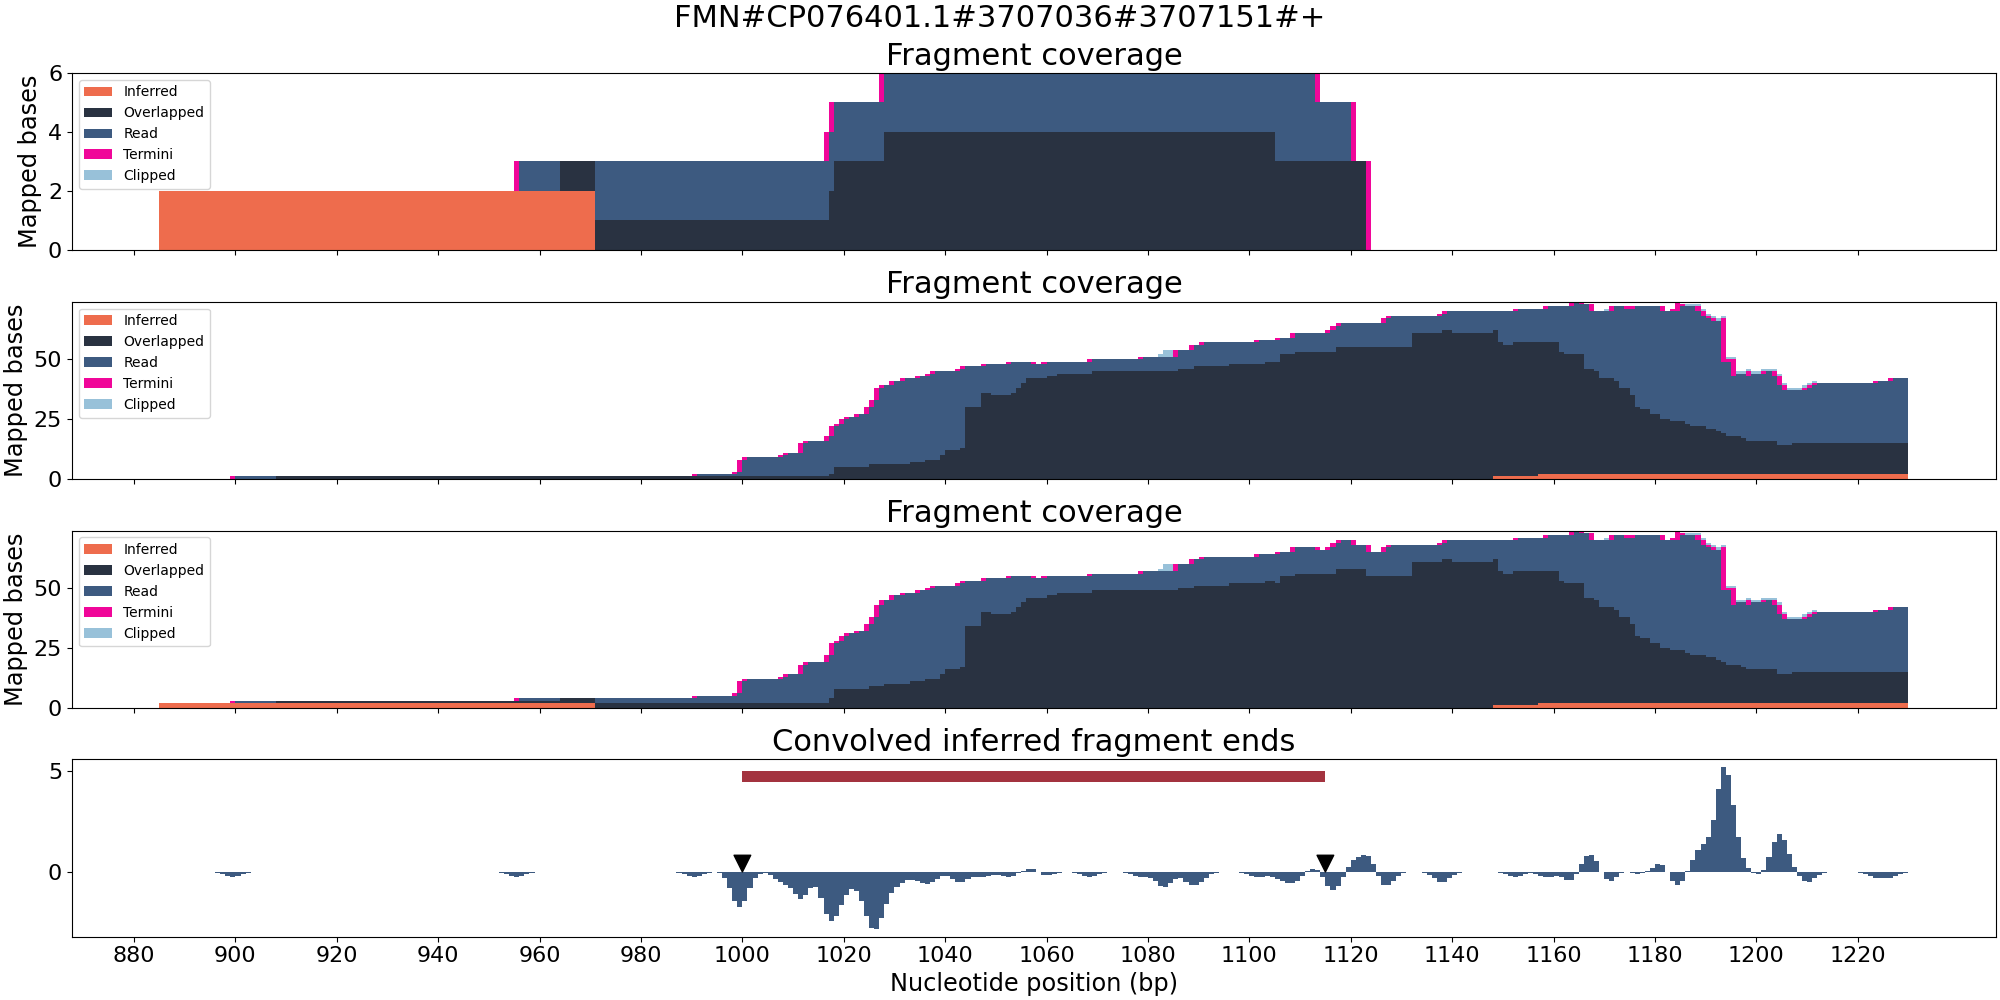 FMN#CP076401.1#3707036#3707151#+
Fragment coverage
Mapped bases
6
4
2
0
Inferred
Overlapped
Read
Termini
Clipped
Fragment coverage
Mapped bases
50
25
0
Inferred
Overlapped
Read
Termini
Clipped
Fragment coverage
Mapped bases
50
25
0
Inferred
Overlapped
Read
Termini
Clipped
Convolved inferred fragment ends
5
0
880 900 920 940 960 980 1000 1020 1040 1060 1080 1100 1120 1140 1160 1180 1200 1220
Nucleotide position (bp)